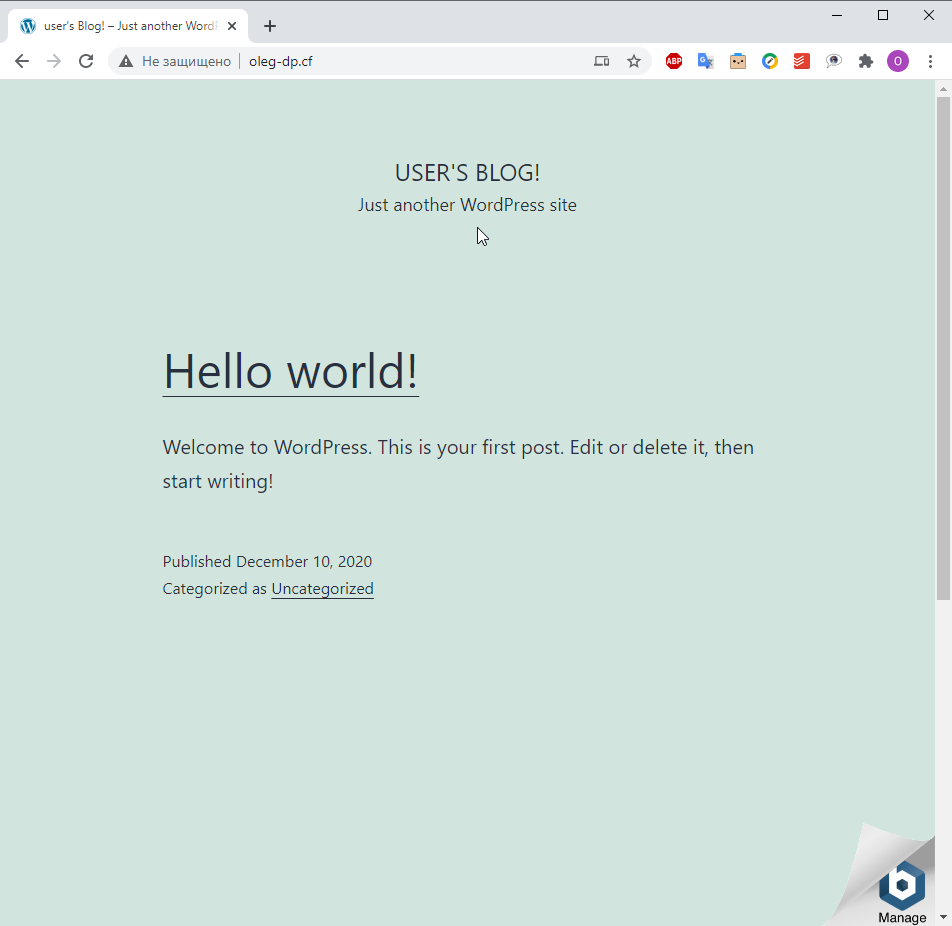 user's Blog! – Just another Word
Не защищено
oleg-dp.cf
ABP
O
USER'S BLOG!
Just another WordPress site
Hello world!
Welcome to WordPress. This is your first post. Edit or delete it, then
start writing!
Published December 10, 2020
Categorized as Uncategorized
b
Manage